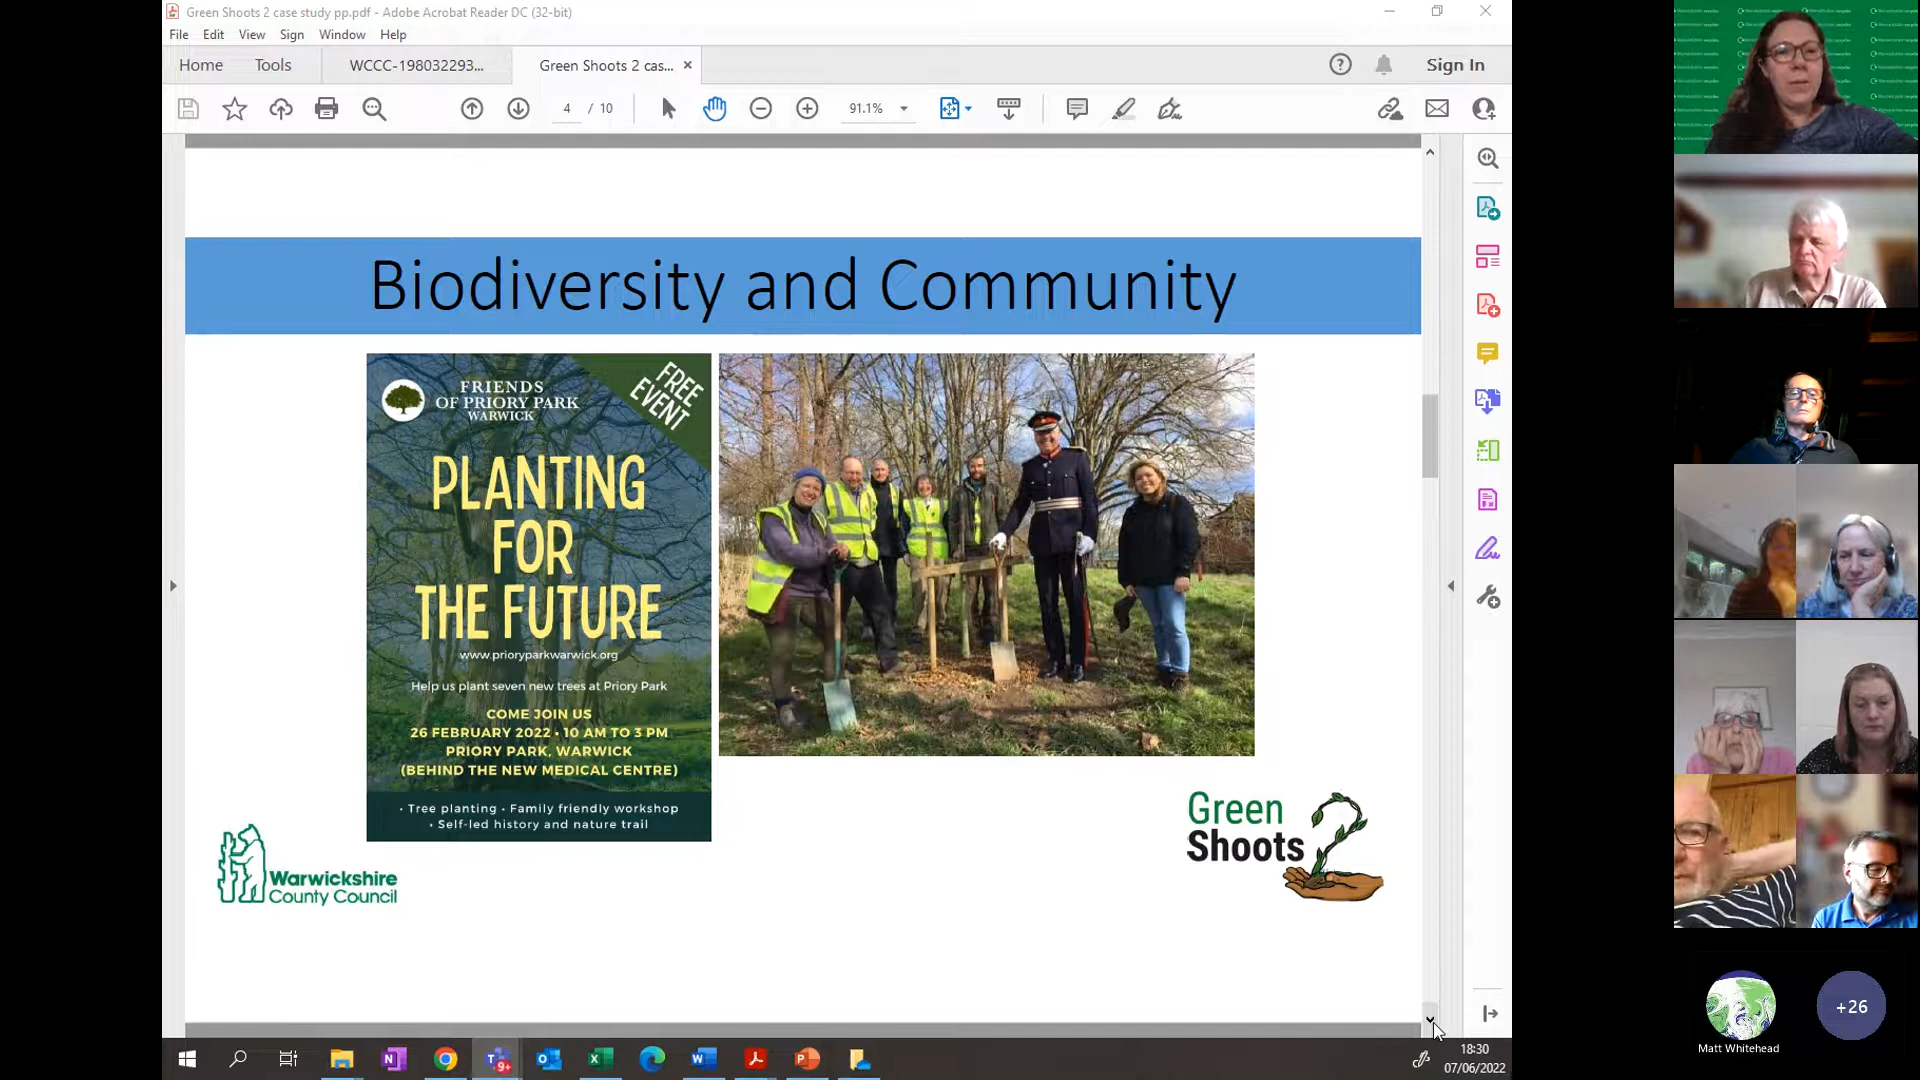 Green Shoots 2 case study pp.pdf - Adobe Acrobat Reader DC (32-bit)
File Edit View Sign Window Help
Home Tools WCCC-198032293... Green Shoots 2 cas... × Sign In
4 / 10 91.1%
Biodiversity and Community
FRIENDS
OF PRIORY PARK
WARWICK
FREE
EVENT
PLANTING
FOR
THE FUTURE
www.prioryparkwarwick.org
Help us plant seven new trees at Priory Park
COME JOIN US
26 FEBRUARY 2022 • 10 AM TO 3 PM
PRIORY PARK, WARWICK
(BEHIND THE NEW MEDICAL CENTRE)
• Tree planting • Family friendly workshop
• Self-led history and nature trail
Warwickshire
County Council
Green
Shoots 2
Matt Whitehead
+26
9+
18:30
07/06/2022